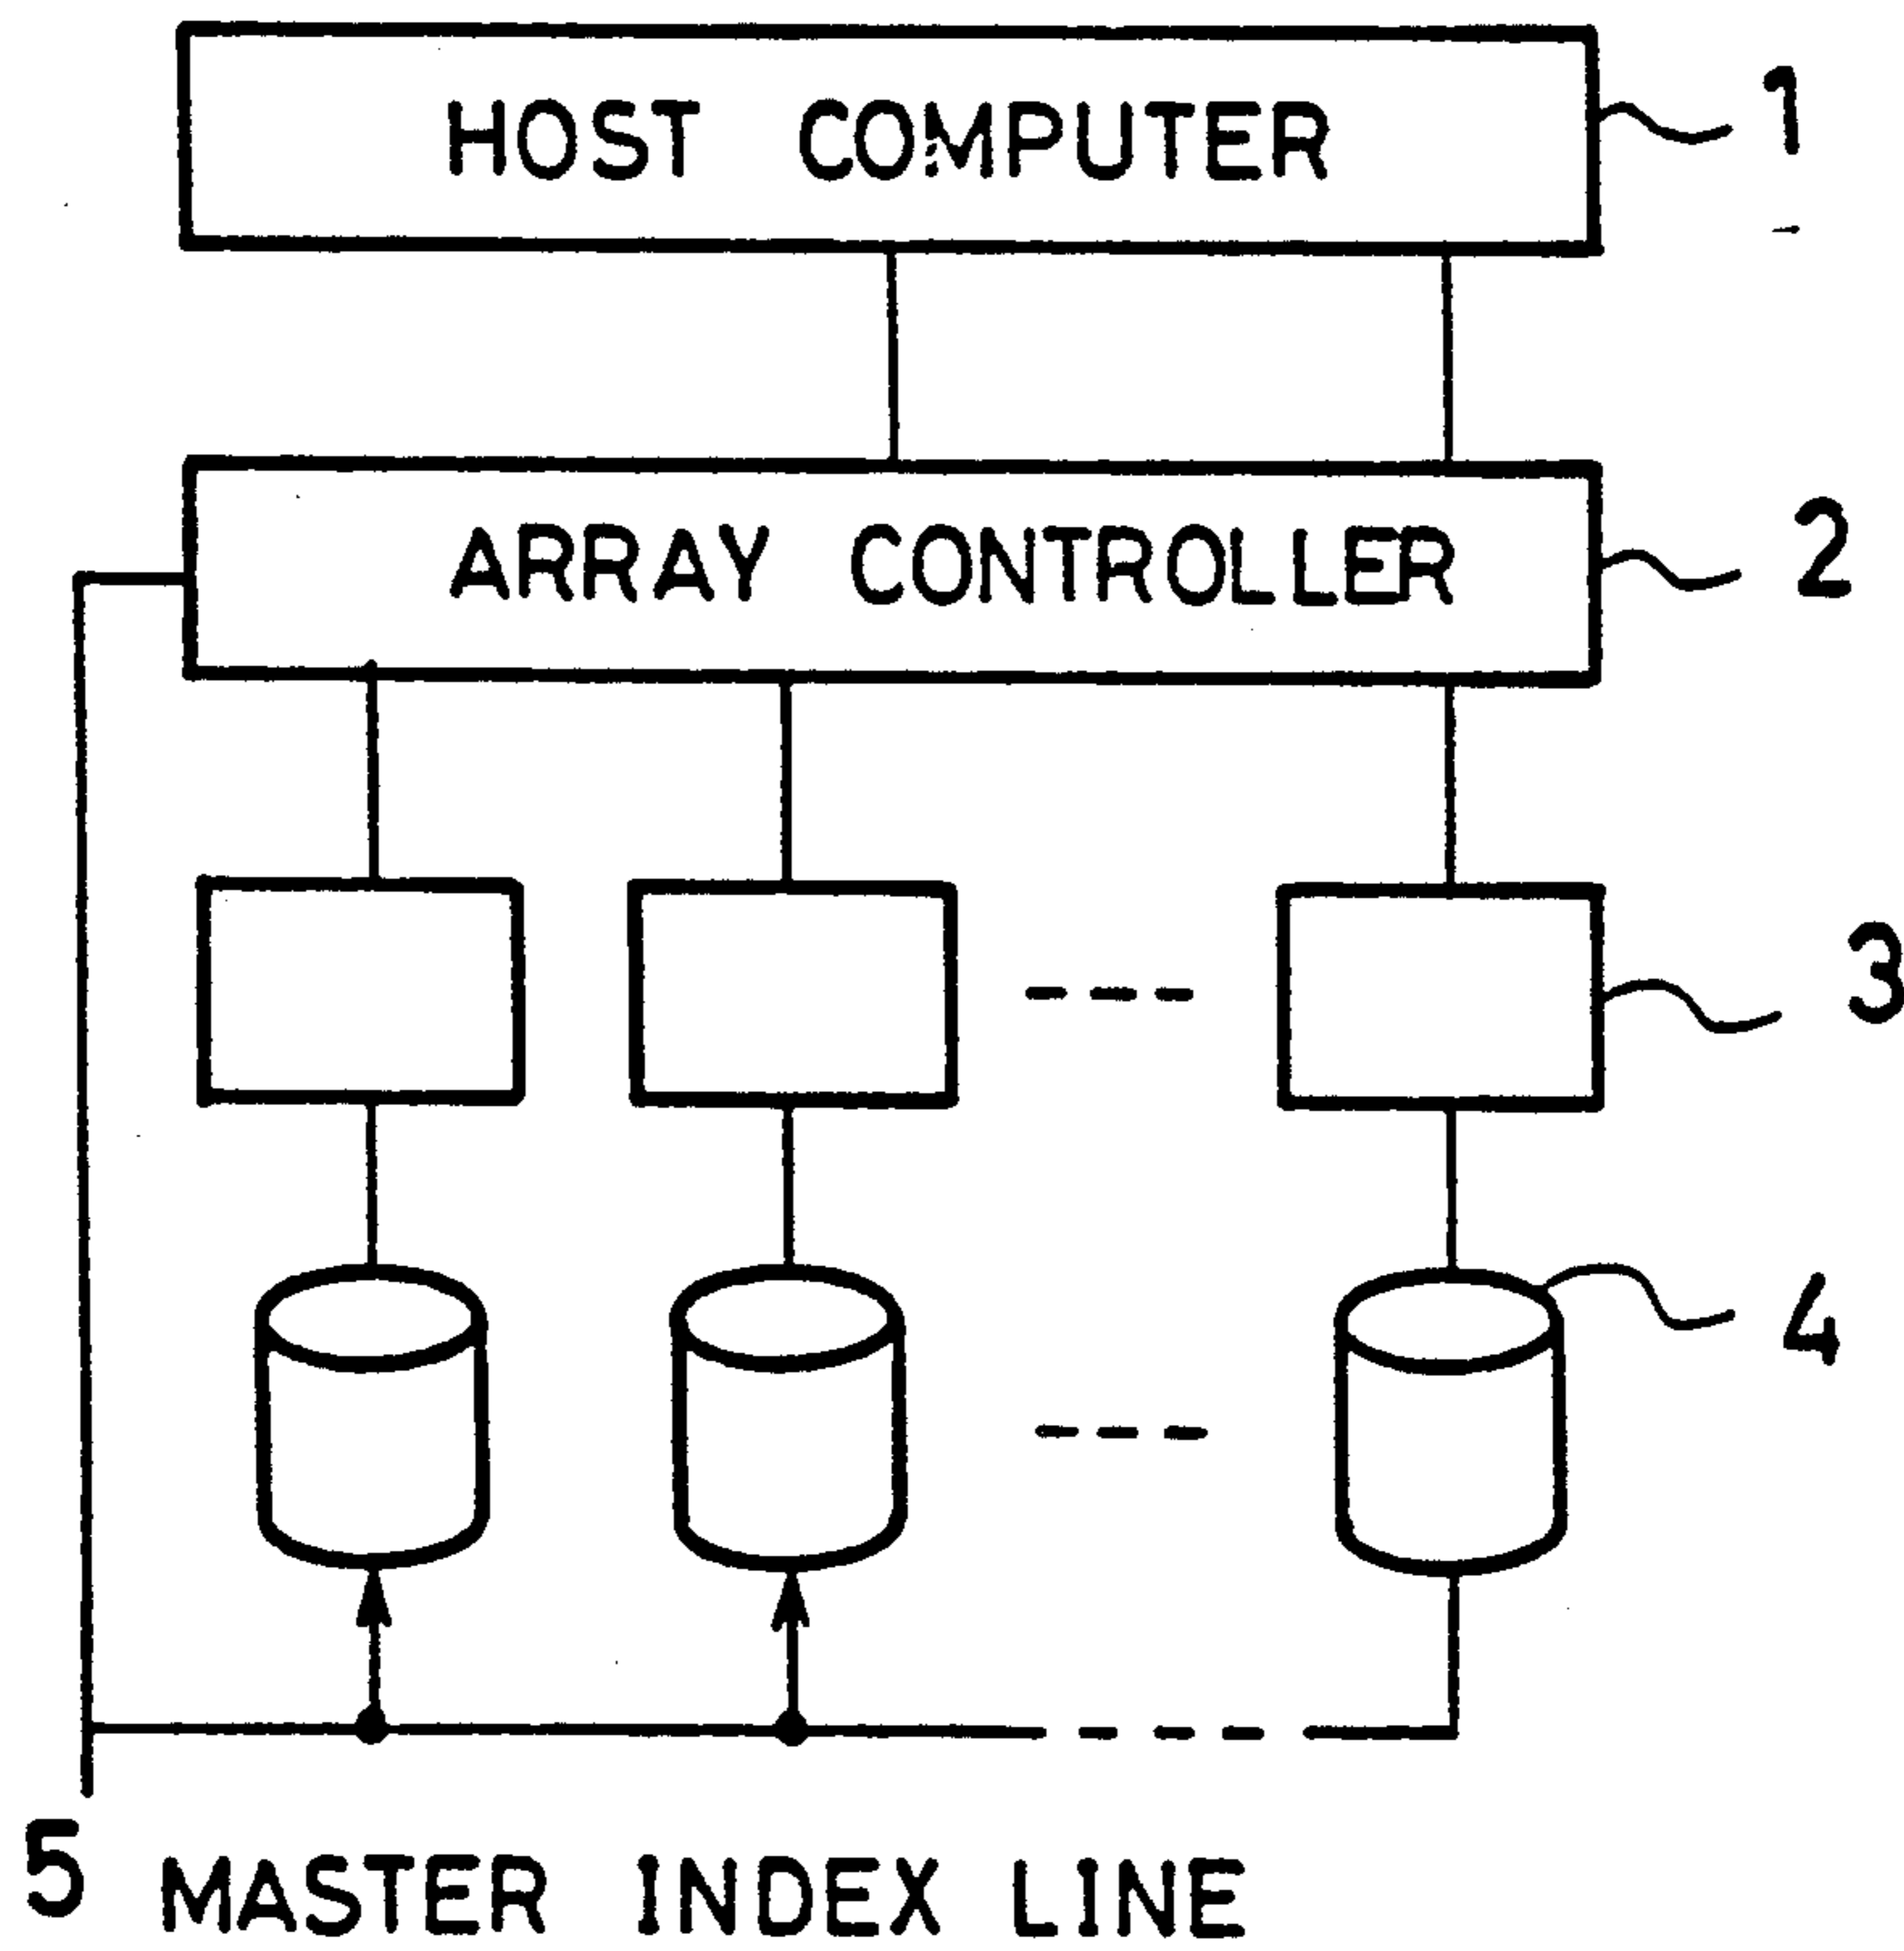 HOST COMPUTER 1
ARRAY CONTROLLER 2
3
4
5 MASTER INDEX LINE